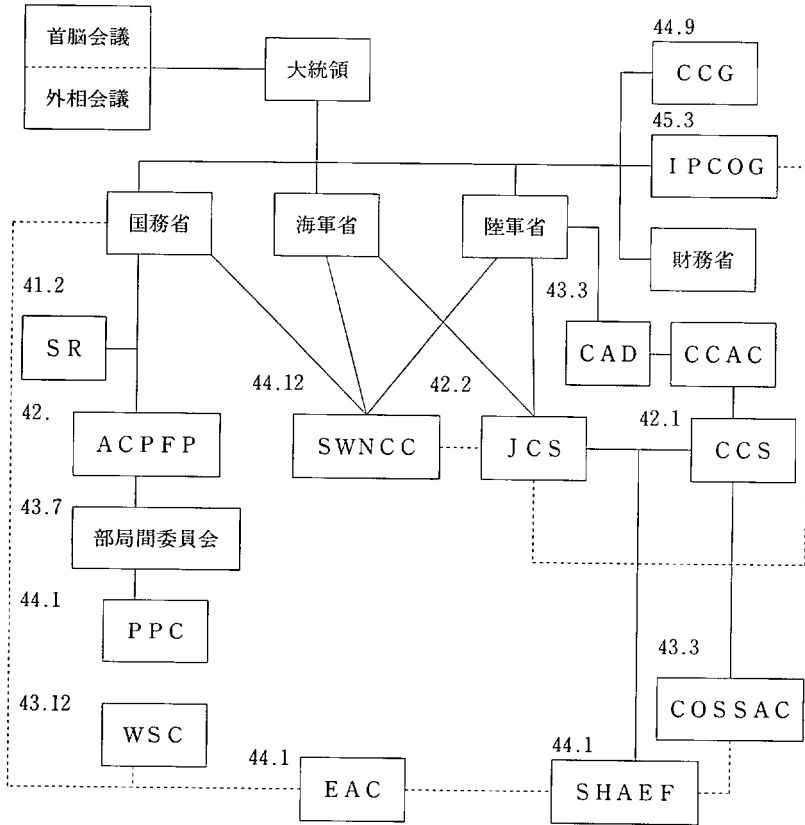 首脳会議
外相会議
大統領
44.9
CCG
45.3
IPCOG
国務省
海軍省
陸軍省
財務省
41.2
SR
43.3
CAD
CCAC
44.12
SWNCC
42.2
JCS
42.1
CCS
42.
ACPFP
43.7
部局間委員会
44.1
PPC
43.3
COSSAC
43.12
WSC
44.1
EAC
44.1
SHAEF